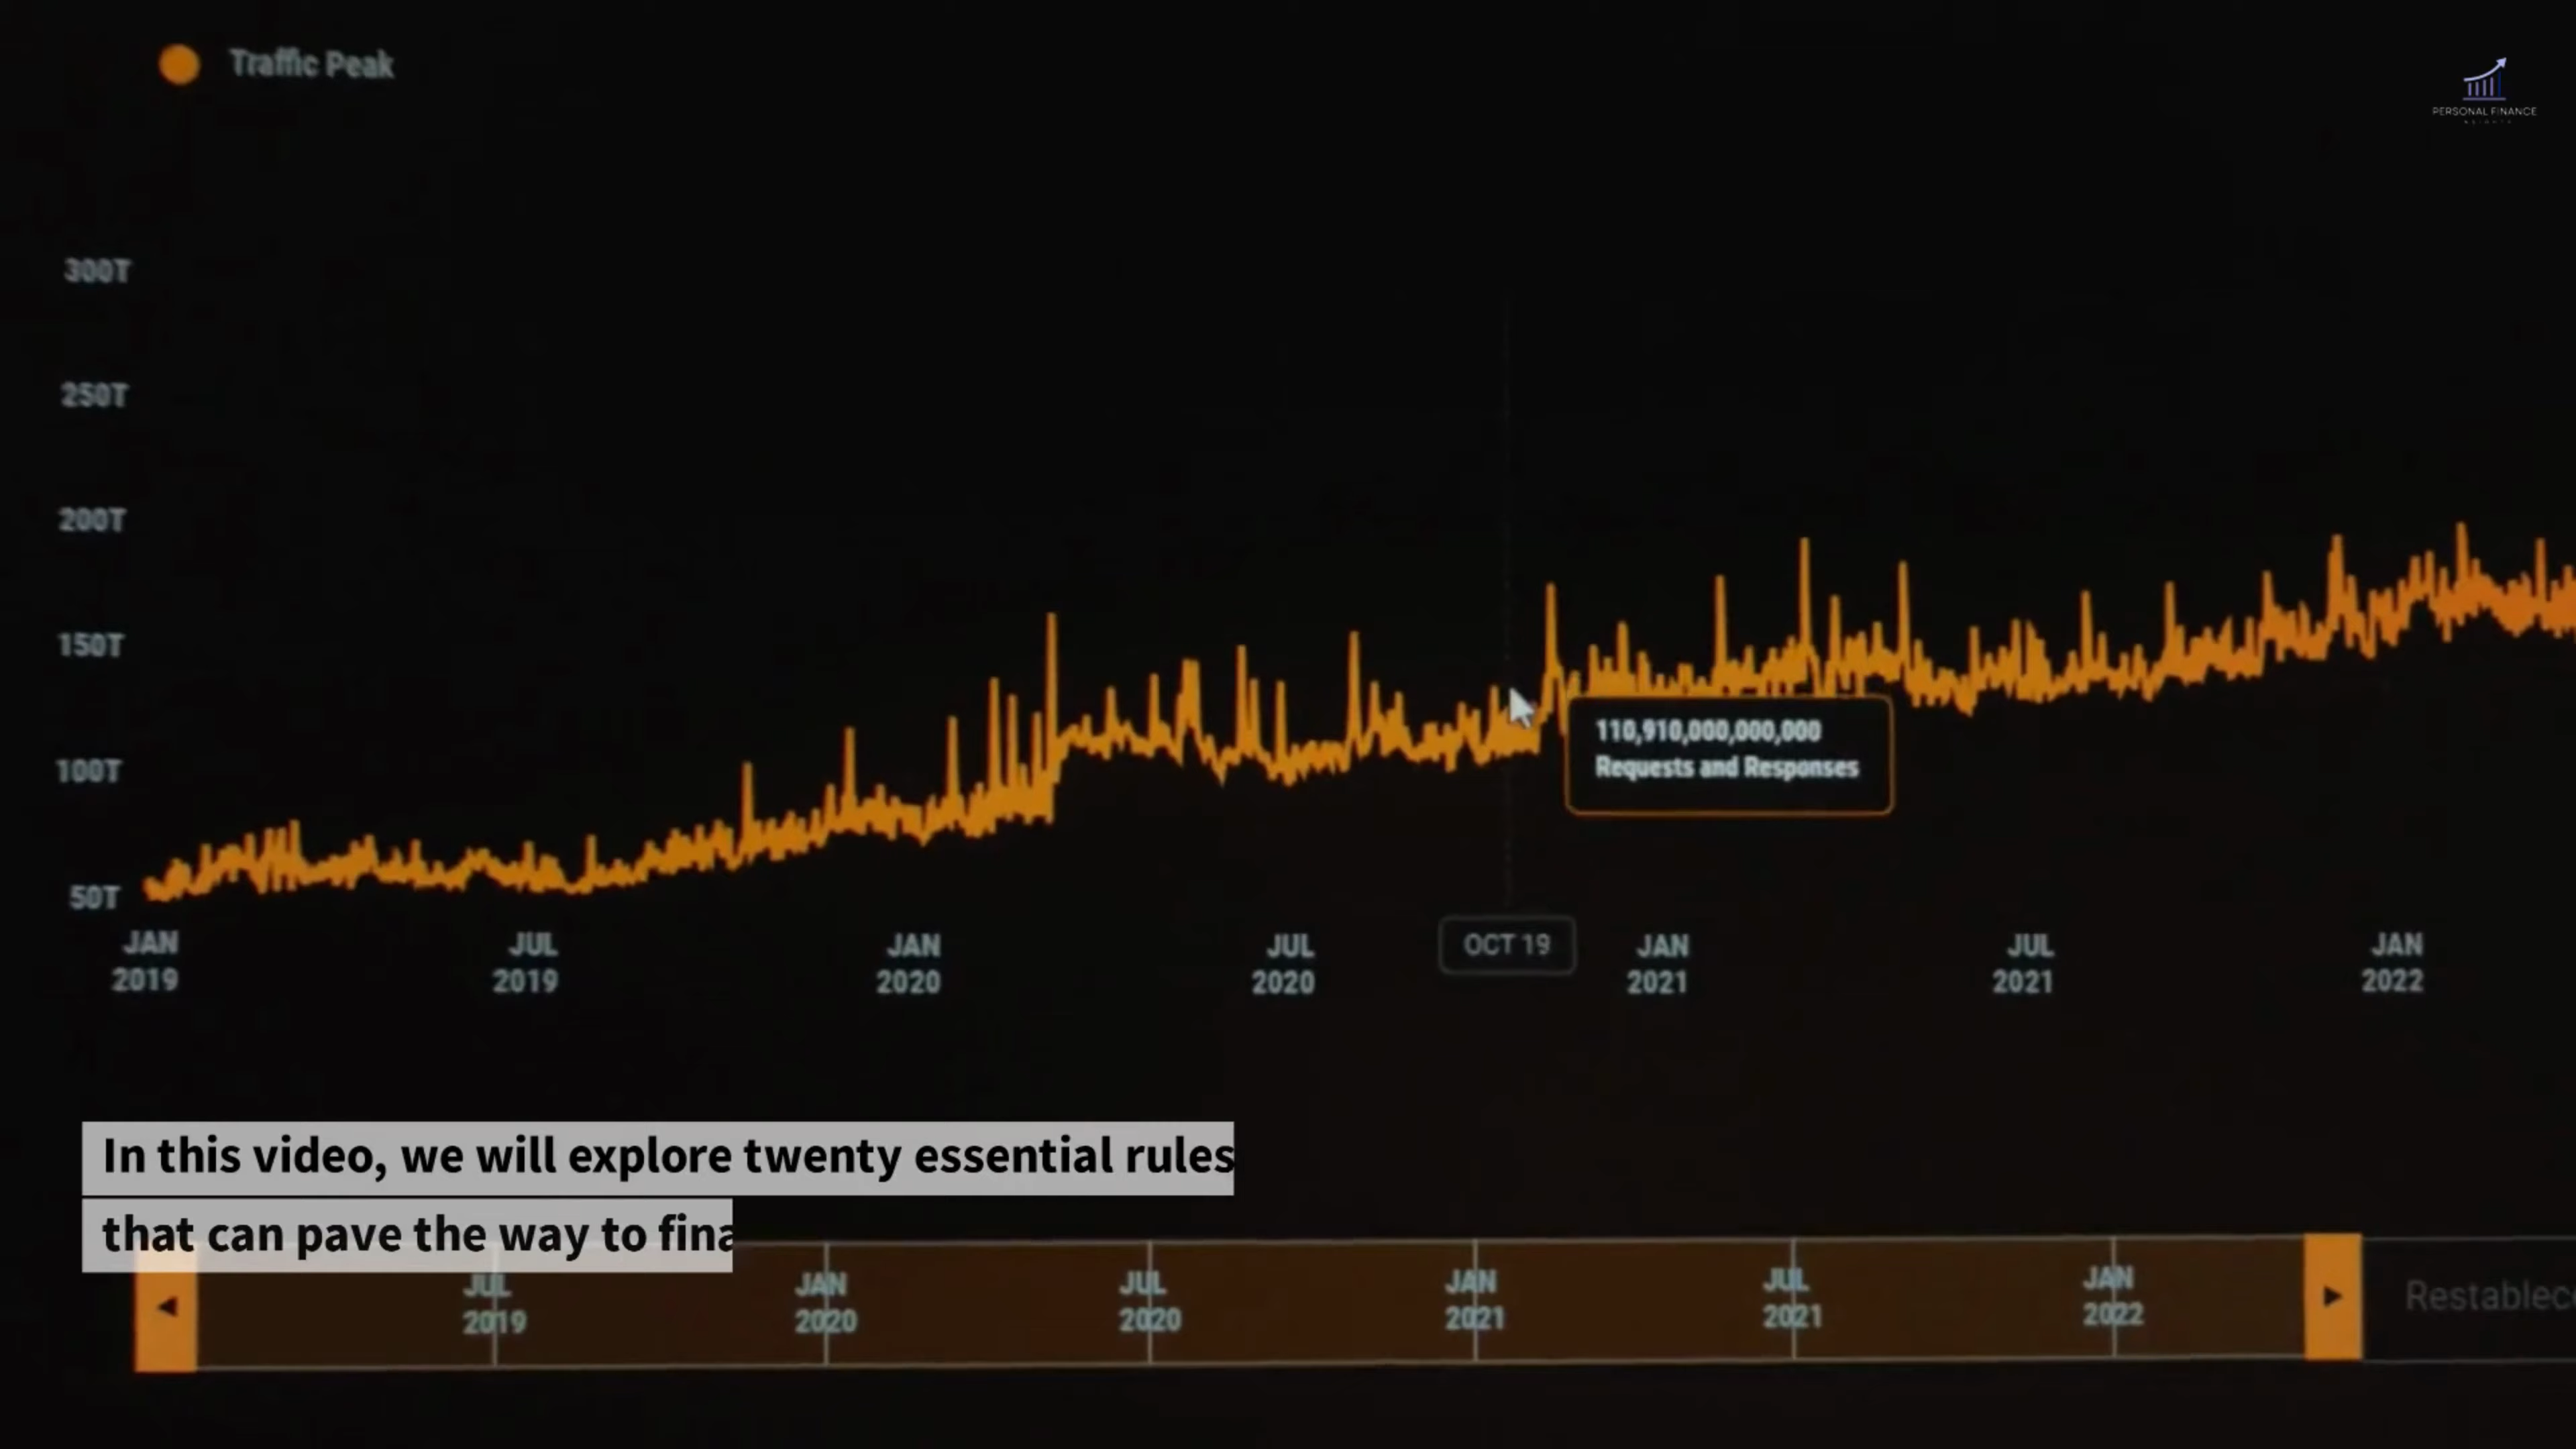 Traffic Peak
PERSONAL FINANCE
300T
250T
200T
150T
100T
50T
110,910,000,000,000
Requests and Responses
JAN
2019
JUL
2019
JAN
2020
JUL
2020
OCT 19
JAN
2021
JUL
2021
JAN
2022
In this video, we will explore twenty essential rules
that can pave the way to fina
JUL
2019
JAN
2020
JUL
2020
JAN
2021
JUL
2021
JAN
2022